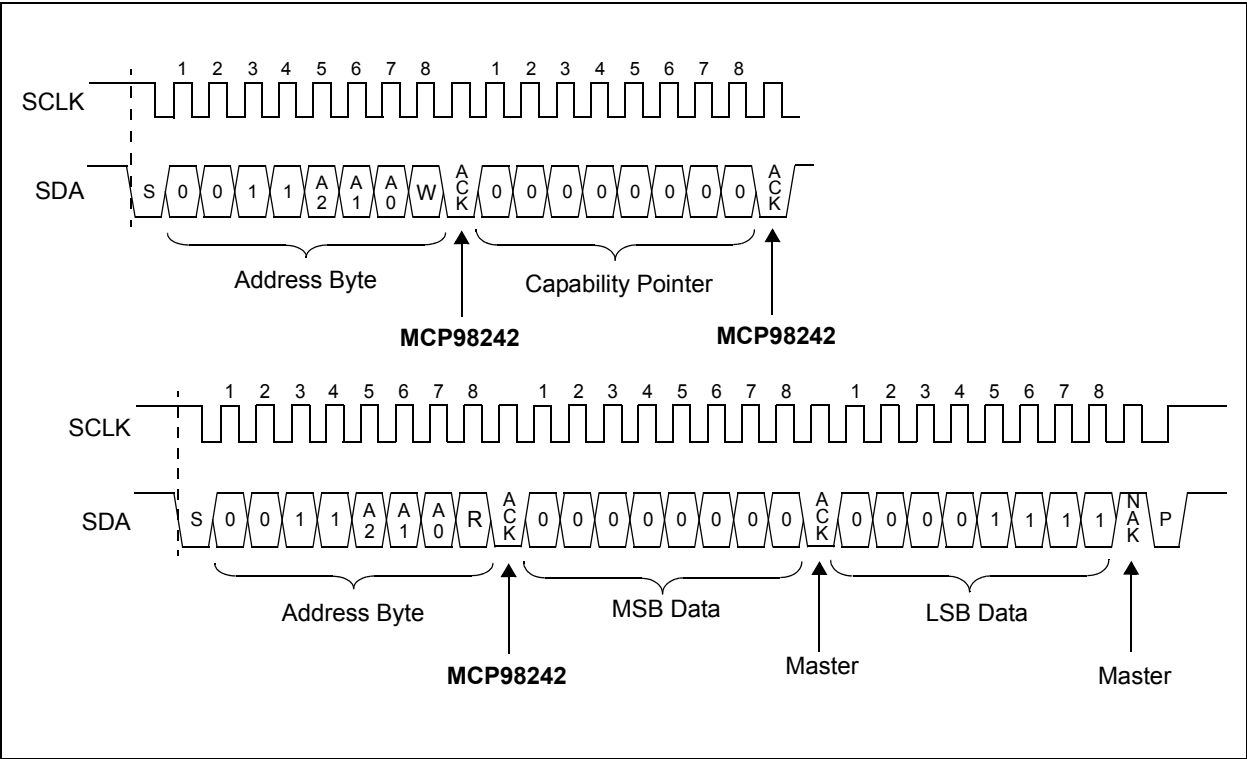 1 2 3 4 5 6 7 8 1 2 3 4 5 6 7 8
SCLK
SDA
S 0 0 1 1 A2 A1 A0 W ACK 0 0 0 0 0 0 0 0 ACK
Address Byte
Capability Pointer
MCP98242
MCP98242
1 2 3 4 5 6 7 8 1 2 3 4 5 6 7 8 1 2 3 4 5 6 7 8
SCLK
SDA
S 0 0 1 1 A2 A1 A0 R ACK 0 0 0 0 0 0 0 0 ACK 0 0 0 0 1 1 1 1 NAK P
Address Byte
MSB Data
LSB Data
MCP98242
Master
Master